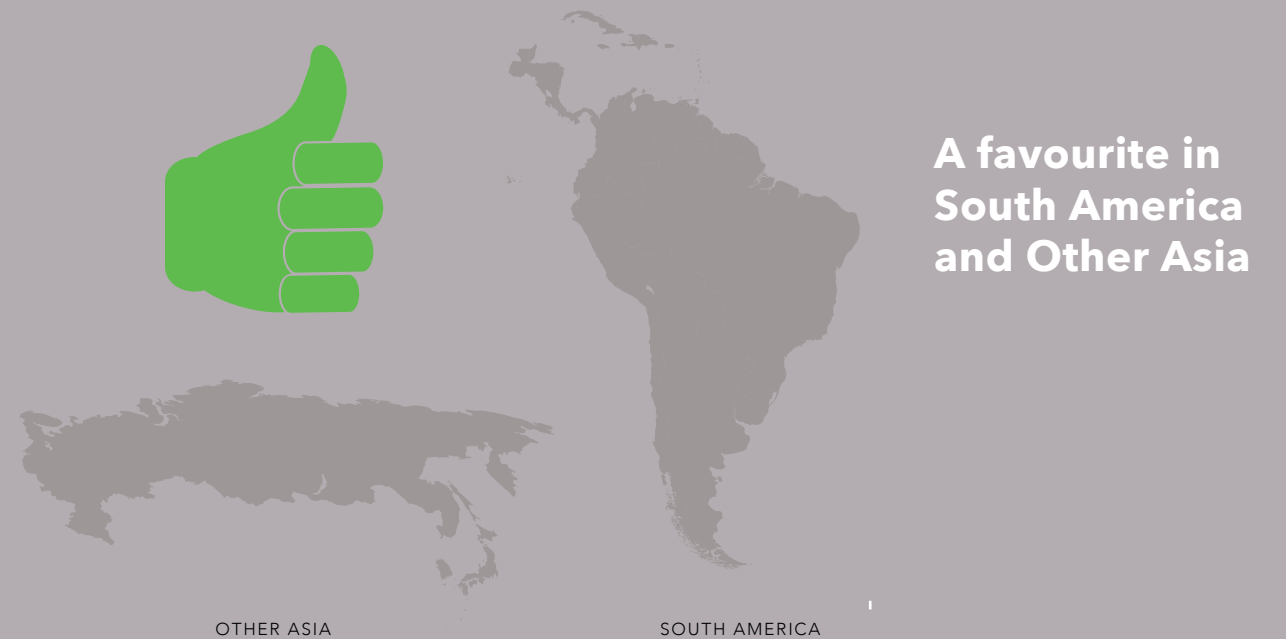 A favourite in
South America
and Other Asia
OTHER ASIA
SOUTH AMERICA